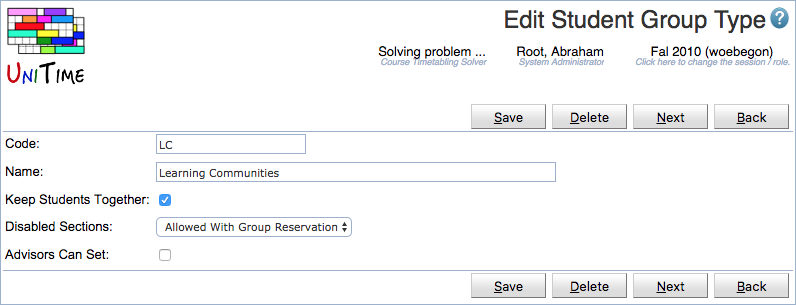 Edit Student Group Type ?
UNITIME
Solving problem ... Root, Abraham Fal 2010 (woebegon)
Course Timetabling Solver System Administrator Click here to change the session / role.
Save Delete Next Back
Code: LC
Name: Learning Communities
Keep Students Together:
Disabled Sections: Allowed With Group Reservation
Advisors Can Set:
Save Delete Next Back